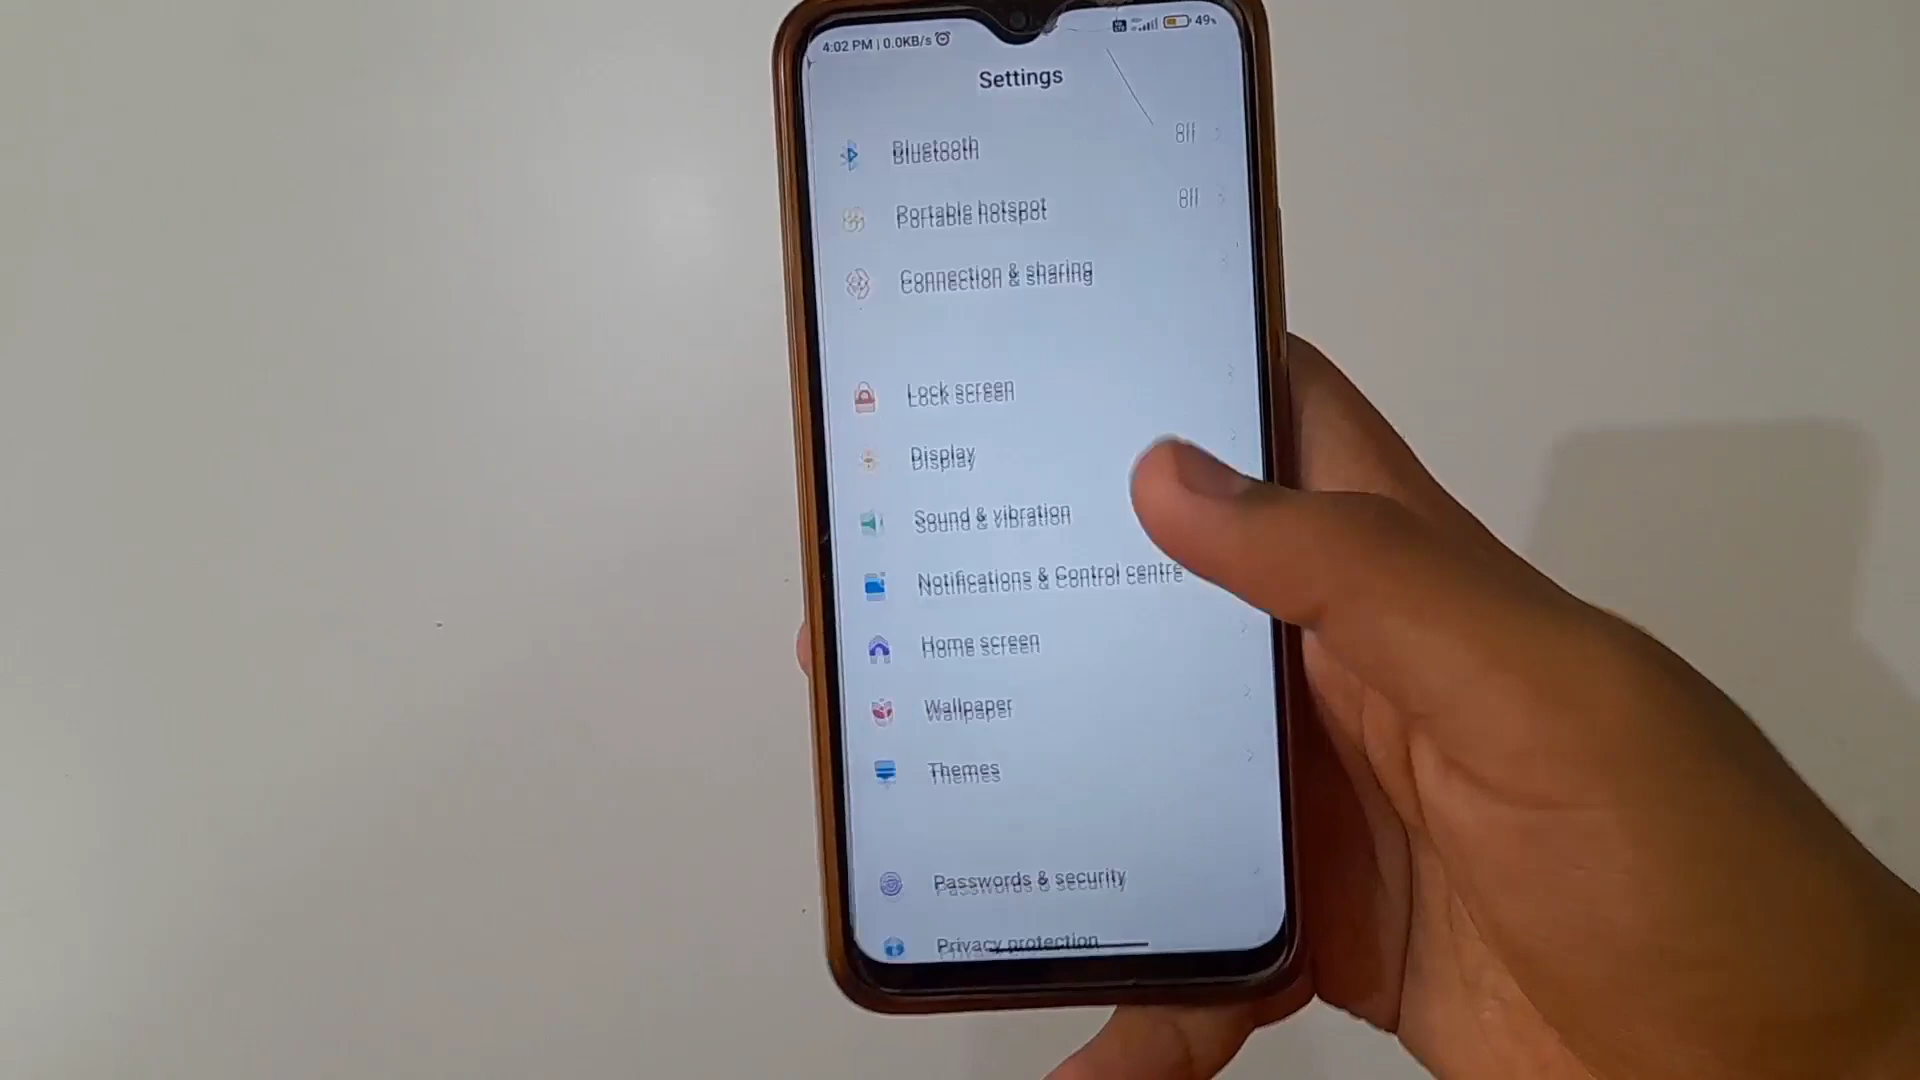 4:02 PM | 0.0KB/s 49%
Settings
Bluetooth Off
Portable hotspot Off
Connection & sharing
Lock screen
Display
Sound & vibration
Notifications & Control centre
Home screen
Wallpaper
Themes
Passwords & security
Privacy protection